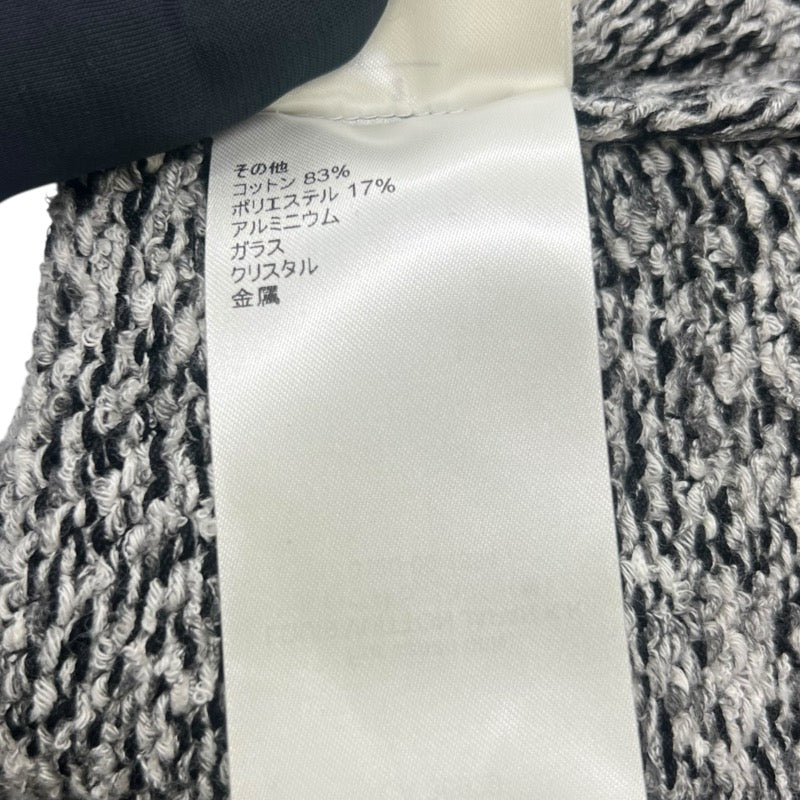 その他
コットン 83%
ポリエステル 17%
アルミニウム
ガラス
クリスタル
金鷹